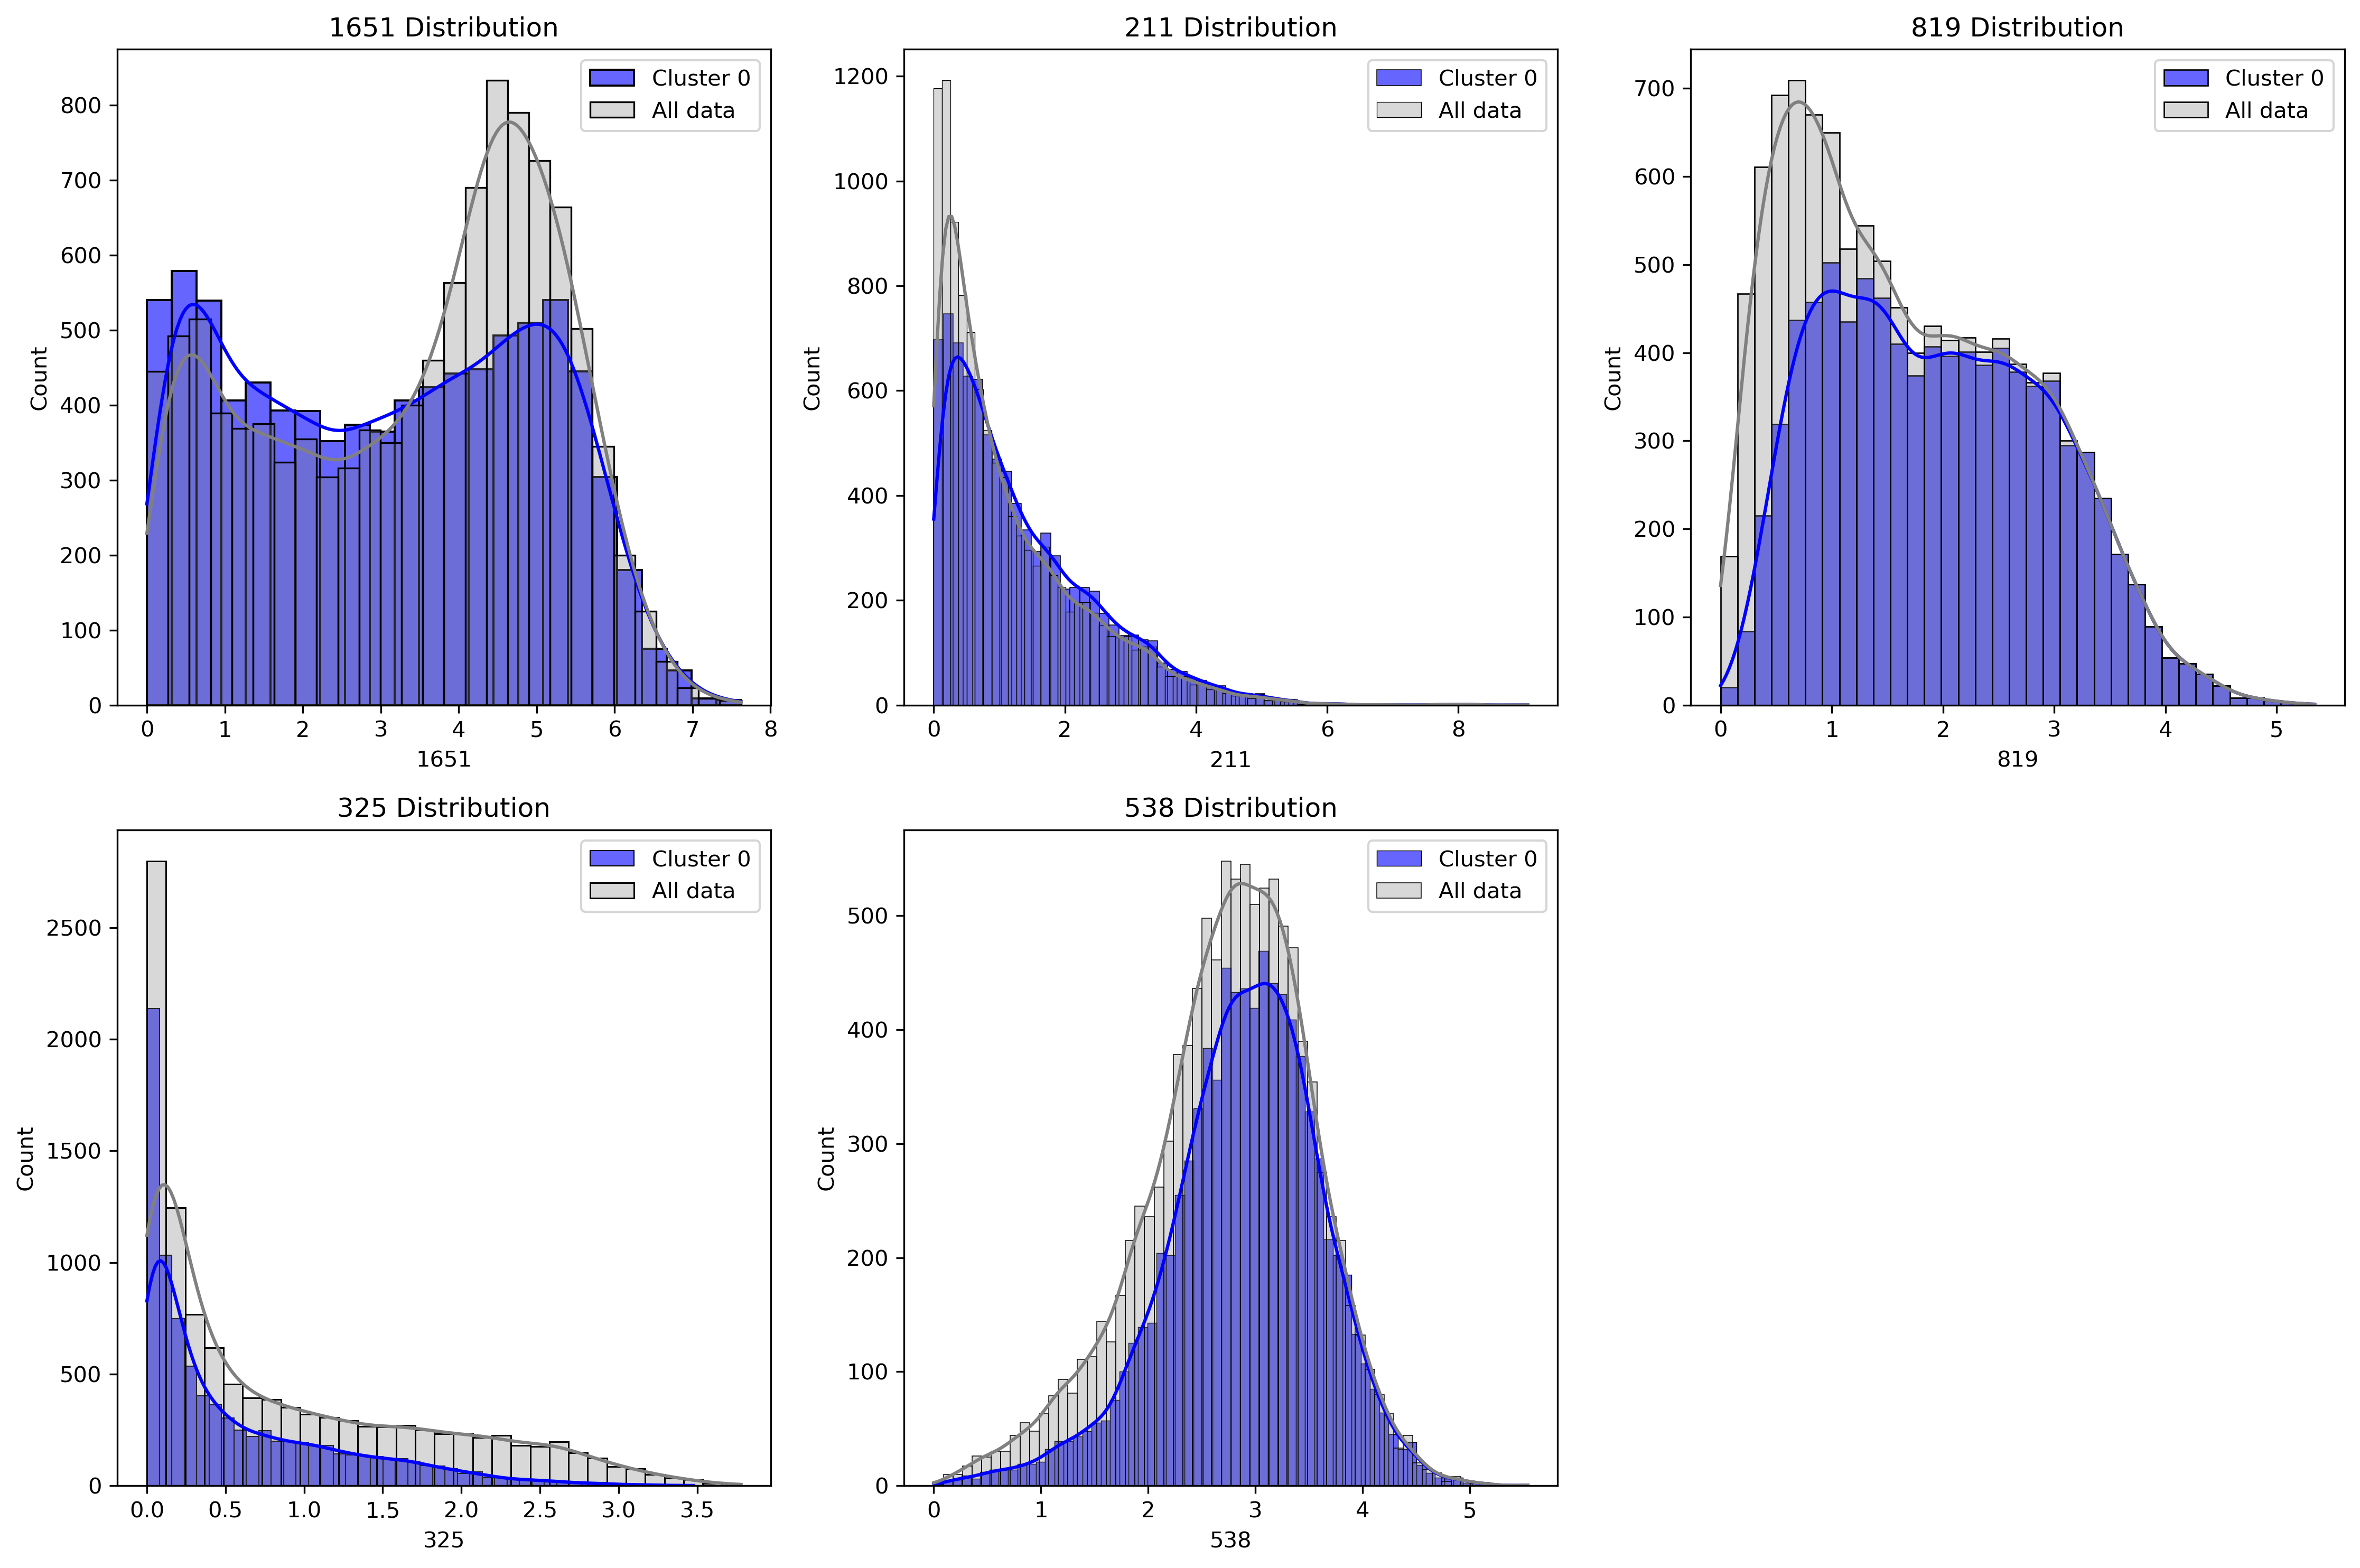 1651 Distribution
Cluster 0
All data
800
700
600
500
400
300
200
100
0
Count
0 1 2 3 4 5 6 7 8
1651
211 Distribution
Cluster 0
All data
1200
1000
800
600
400
200
0
Count
0 2 4 6 8
211
819 Distribution
Cluster 0
All data
700
600
500
400
300
200
100
0
Count
0 1 2 3 4 5
819
325 Distribution
Cluster 0
All data
2500
2000
1500
1000
500
0
Count
0.0 0.5 1.0 1.5 2.0 2.5 3.0 3.5
325
538 Distribution
Cluster 0
All data
500
400
300
200
100
0
Count
0 1 2 3 4 5
538